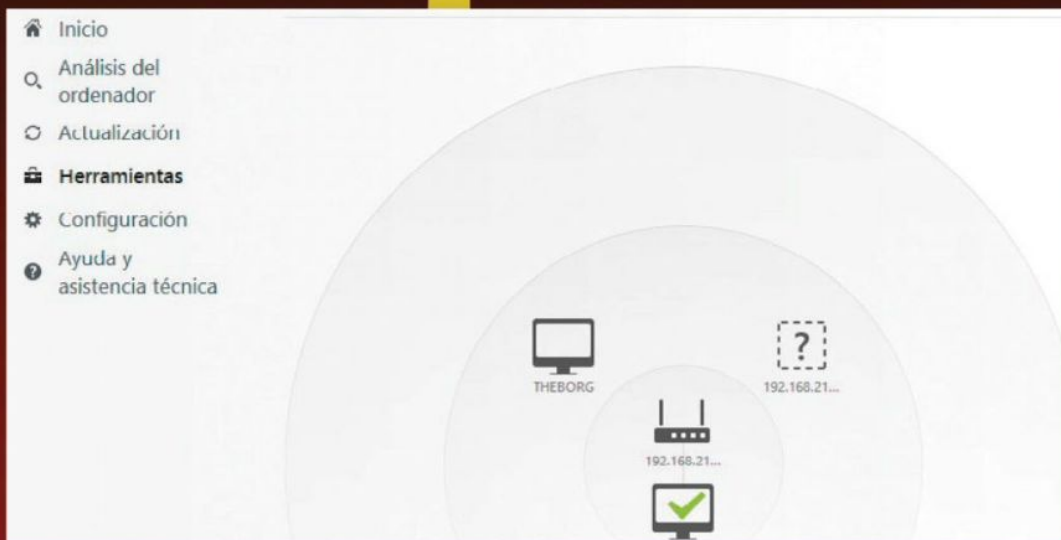 Inicio
Análisis del
ordenador
Actualización
Herramientas
Configuración
Ayuda y
asistencia técnica
THEBORG
?
192.168.21...
192.168.21...